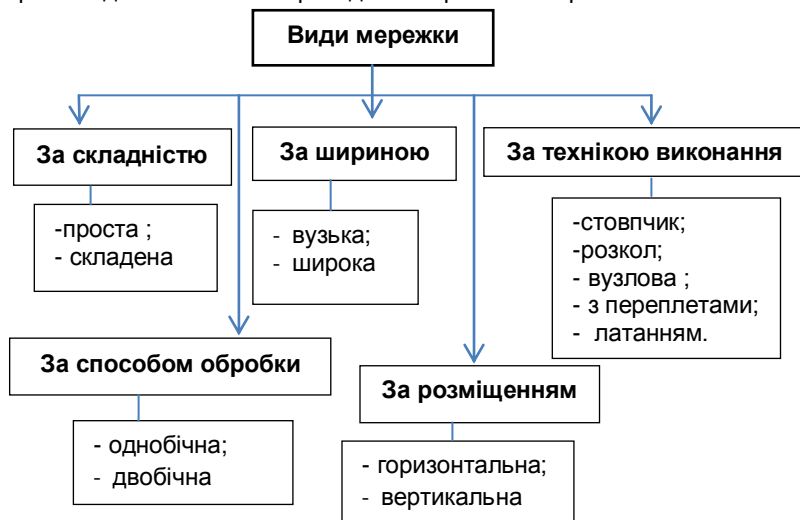 Види мережки
За складністю
За шириною
За технікою виконання
-проста ;
- складена
- вузька;
- широка
-стовпчик;
-розкол;
- вузлова ;
- з переплетами;
- латанням.
За способом обробки
За розміщенням
- однобічна;
- двобічна
- горизонтальна;
- вертикальна